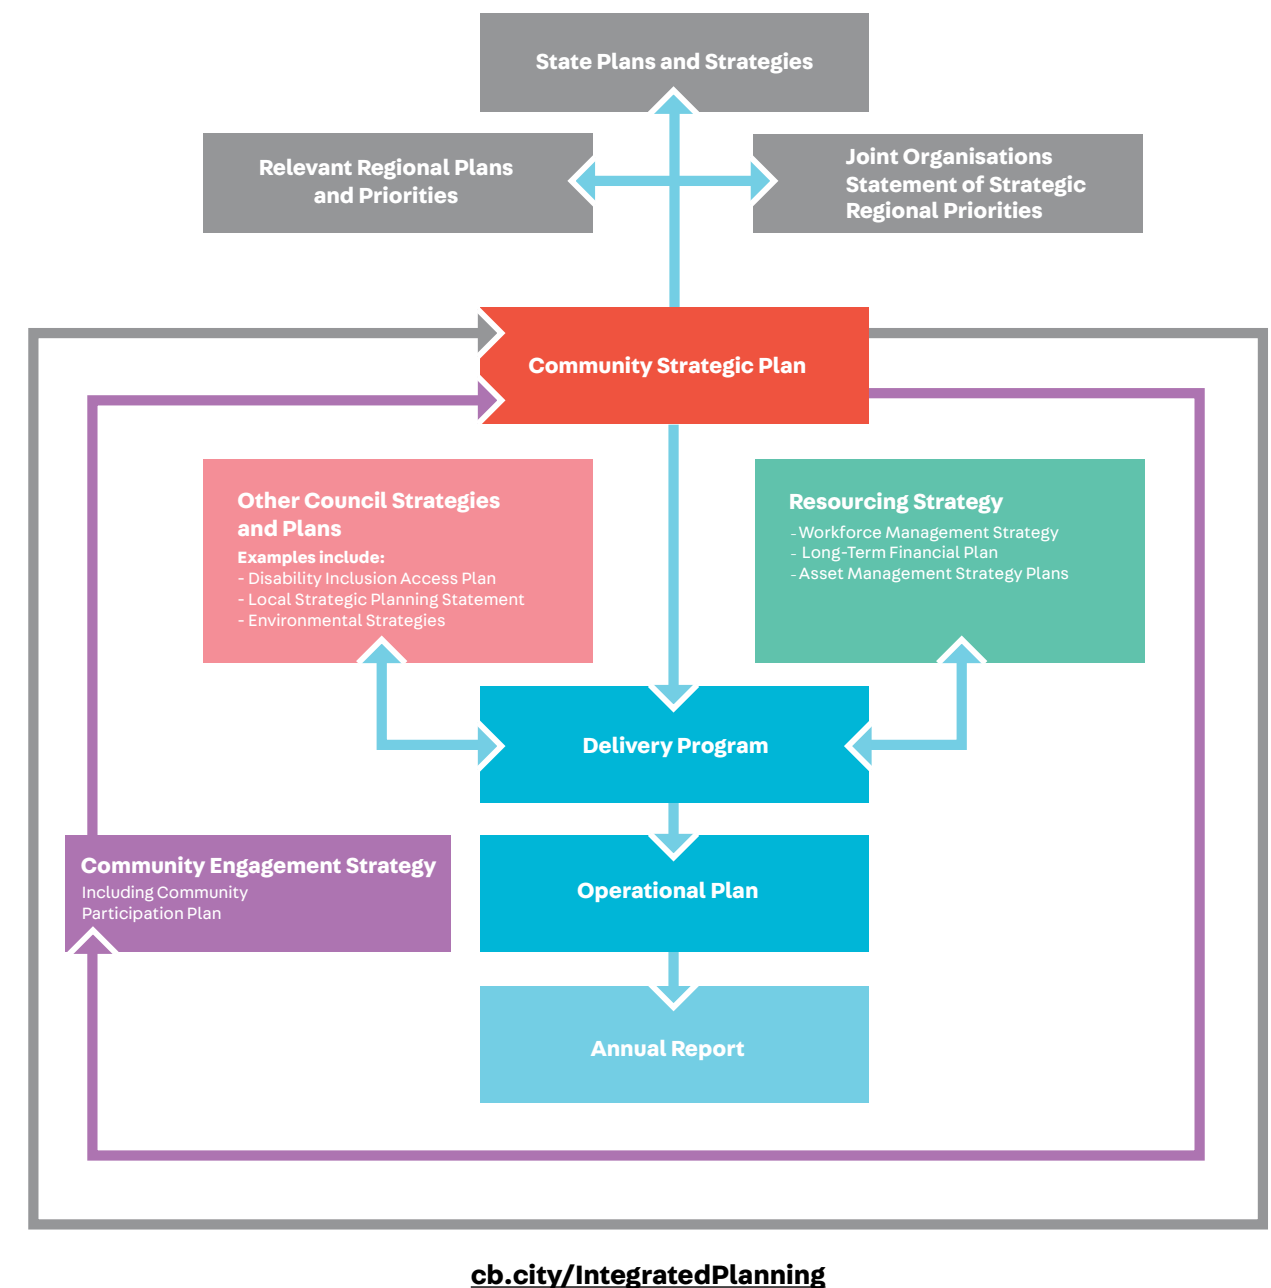 State Plans and Strategies
Relevant Regional Plans
and Priorities
Joint Organisations
Statement of Strategic
Regional Priorities
Community Strategic Plan
Other Council Strategies
and Plans
Examples include:
- Disability Inclusion Access Plan
- Local Strategic Planning Statement
- Environmental Strategies
Resourcing Strategy
- Workforce Management Strategy
- Long-Term Financial Plan
- Asset Management Strategy Plans
Delivery Program
Community Engagement Strategy
Including Community
Participation Plan
Operational Plan
Annual Report
cb.city/IntegratedPlanning